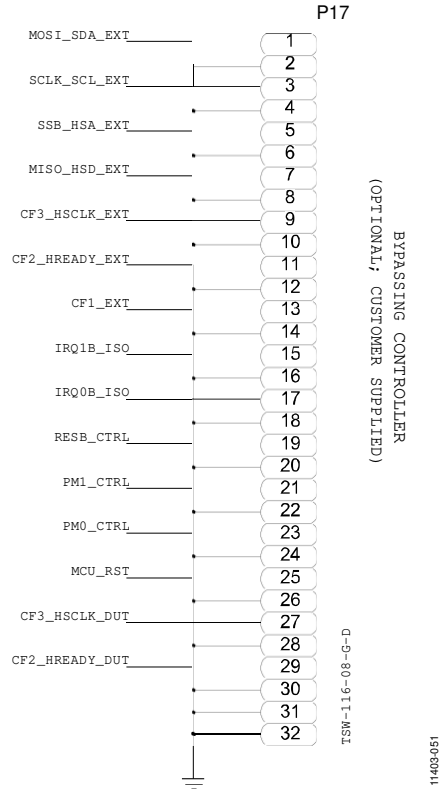 P17
MOSI_SDA_EXT 1
2
SCLK_SCL_EXT 3
4
SSB_HSA_EXT 5
6
MISO_HSD_EXT 7
8
CF3_HSCLK_EXT 9
10
CF2_HREADY_EXT 11
12
CF1_EXT 13
14
IRQ1B_ISO 15
16
IRQ0B_ISO 17
18
RESB_CTRL 19
20
PM1_CTRL 21
22
PM0_CTRL 23
24
MCU_RST 25
26
CF3_HSCLK_DUT 27
28
CF2_HREADY_DUT 29
30
31
32
BYPASSING CONTROLLER
(OPTIONAL; CUSTOMER SUPPLIED)
TSW-116-08-G-D
11403-051